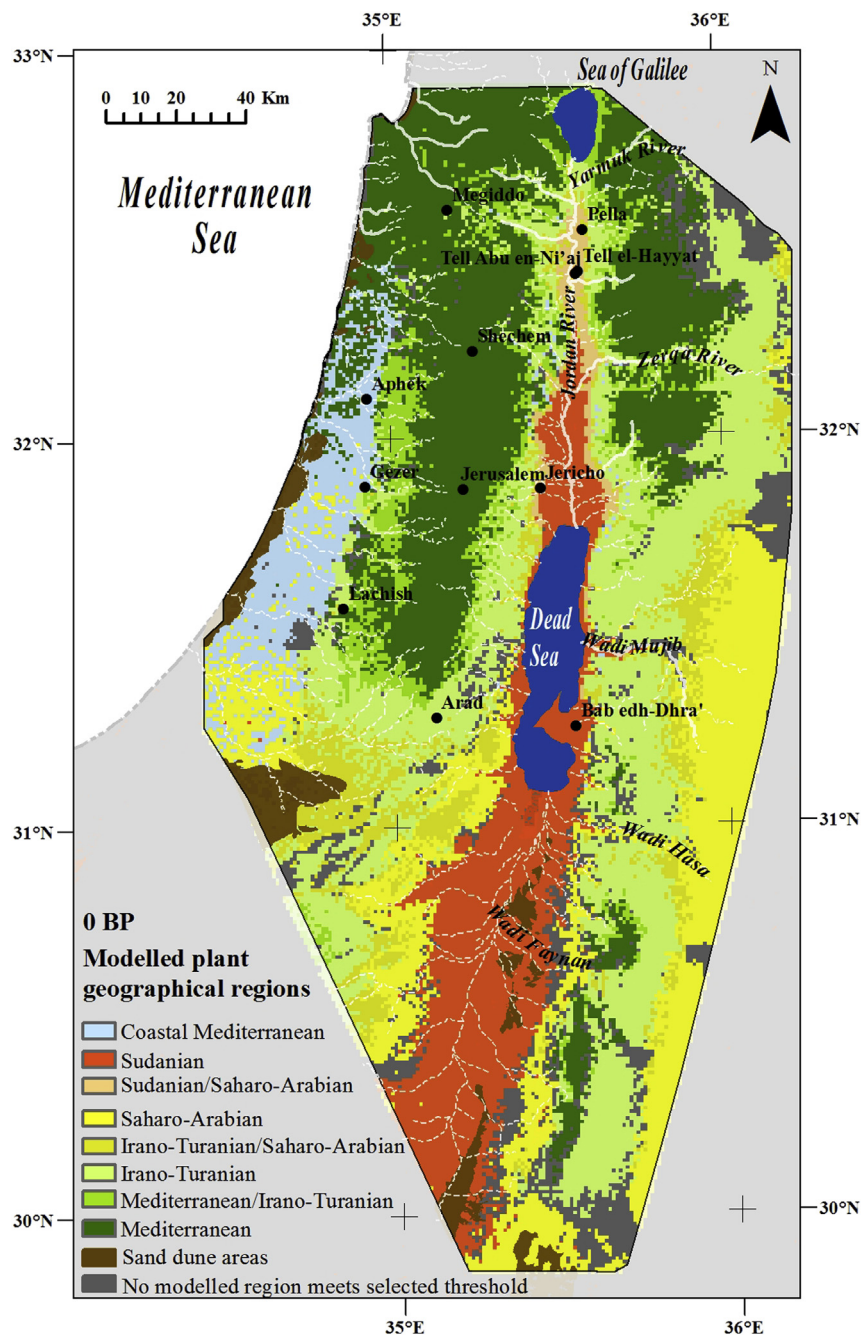 35°E 36°E
33°N
Sea of Galilee
N
0 10 20 40 Km
Yarmuk River
Mediterranean
Sea
Megiddo
Pella
Tell Abu en-Ni'aj Tell el-Hayyat
Jordan River
Shechem
Zerqa River
Aphek
32°N 32°N
Gezer
Jerusalem Jericho
Lachish
Dead
Sea
Wadi Mujib
Arad
Bab edh-Dhra'
31°N 31°N
Wadi Hasa
Wadi Faynan
0 BP
Modelled plant
geographical regions
Coastal Mediterranean
Sudanian
Sudanian/Saharo-Arabian
Saharo-Arabian
Irano-Turanian/Saharo-Arabian
Irano-Turanian
Mediterranean/Irano-Turanian
Mediterranean
Sand dune areas
No modelled region meets selected threshold
30°N 30°N
35°E 36°E